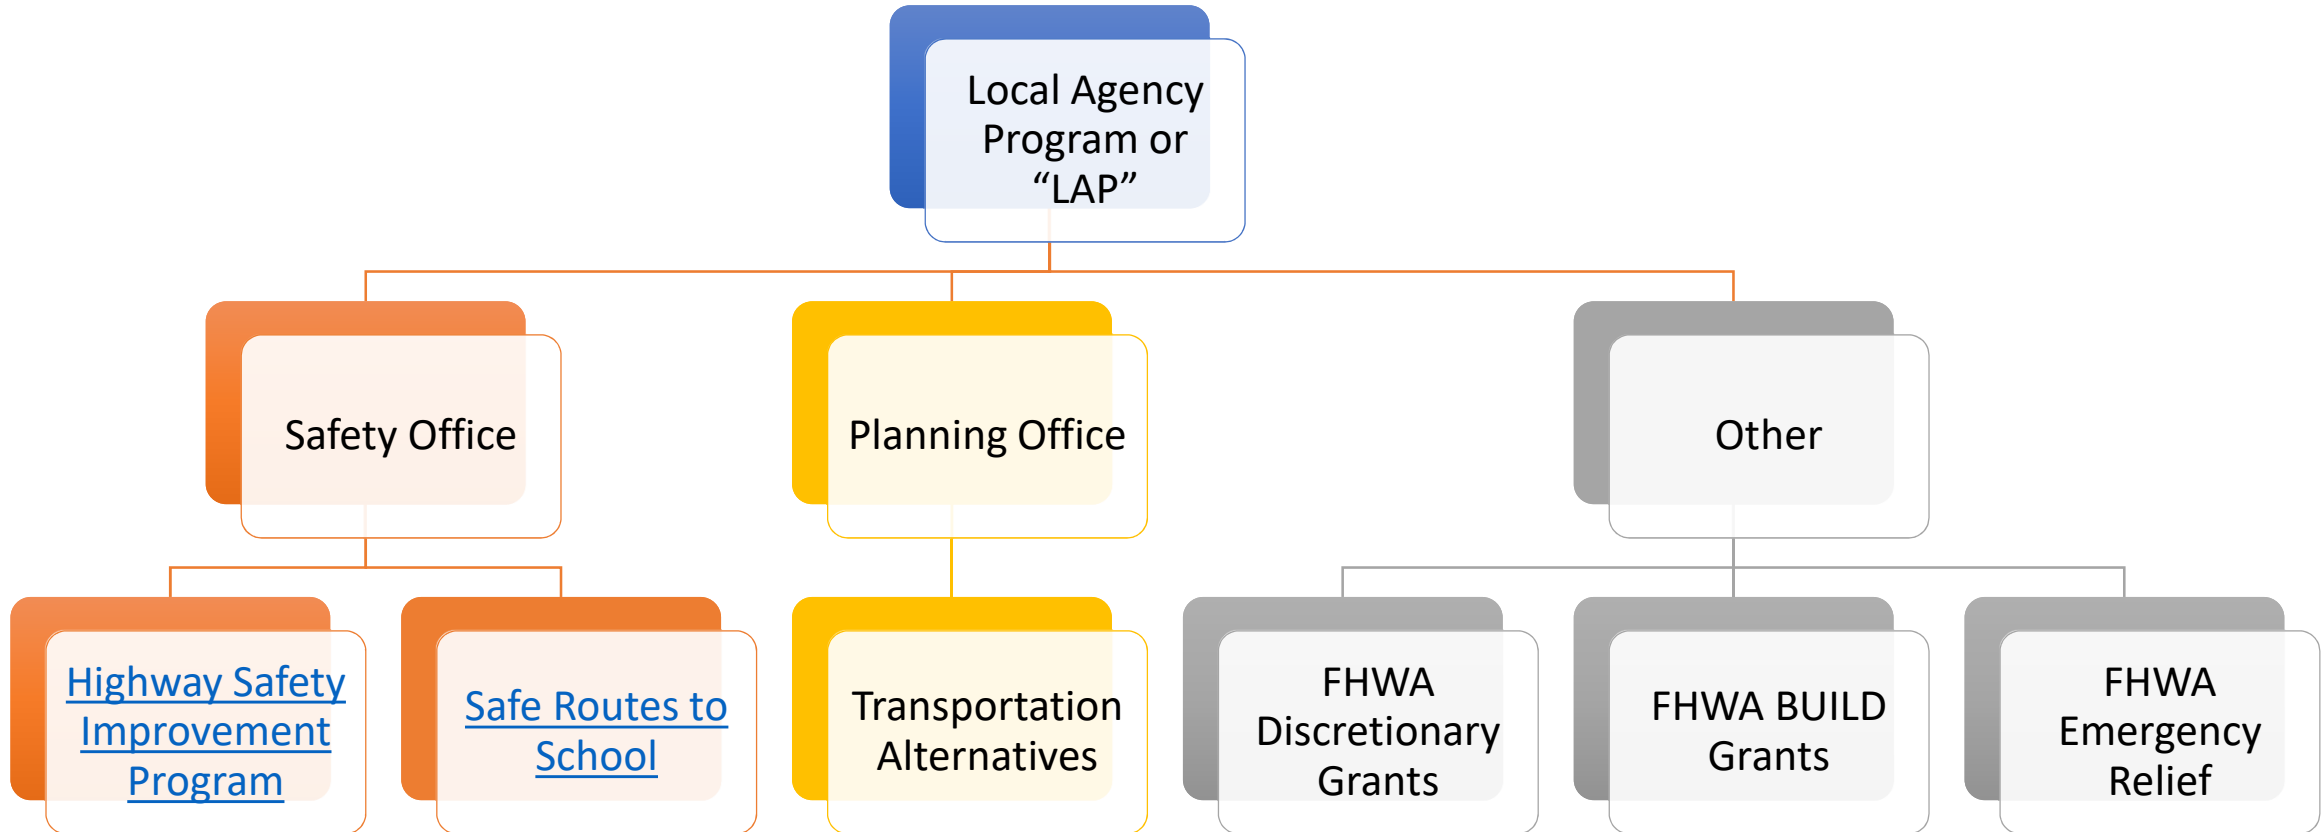 Local Agency
Program or
“LAP”
Safety Office
Planning Office
Other
Highway Safety
Improvement
Program
Safe Routes to
School
Transportation
Alternatives
FHWA
Discretionary
Grants
FHWA BUILD
Grants
FHWA
Emergency
Relief